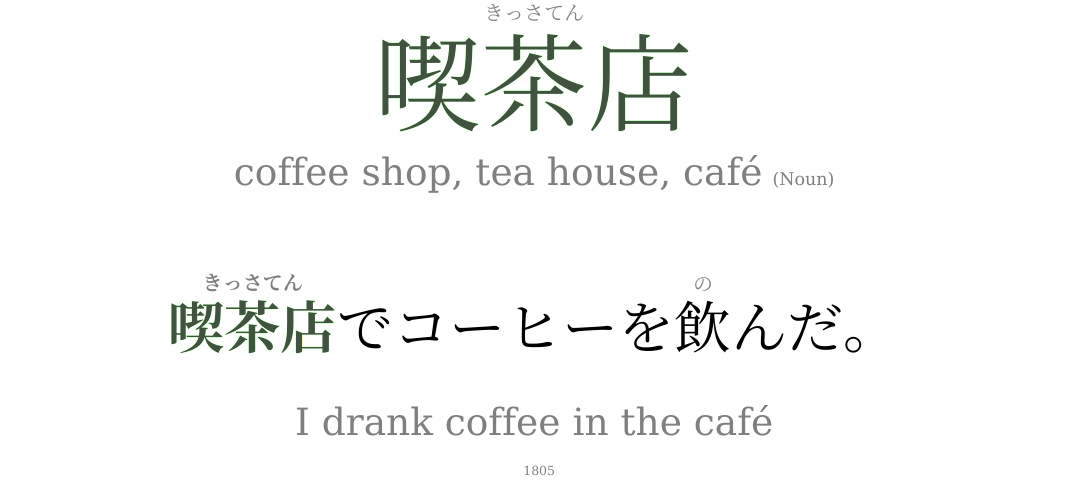 きっさてん
喫茶店
coffee shop, tea house, café (Noun)
きっさてん の
喫茶店でコーヒーを飲んだ。
I drank coffee in the café
1805